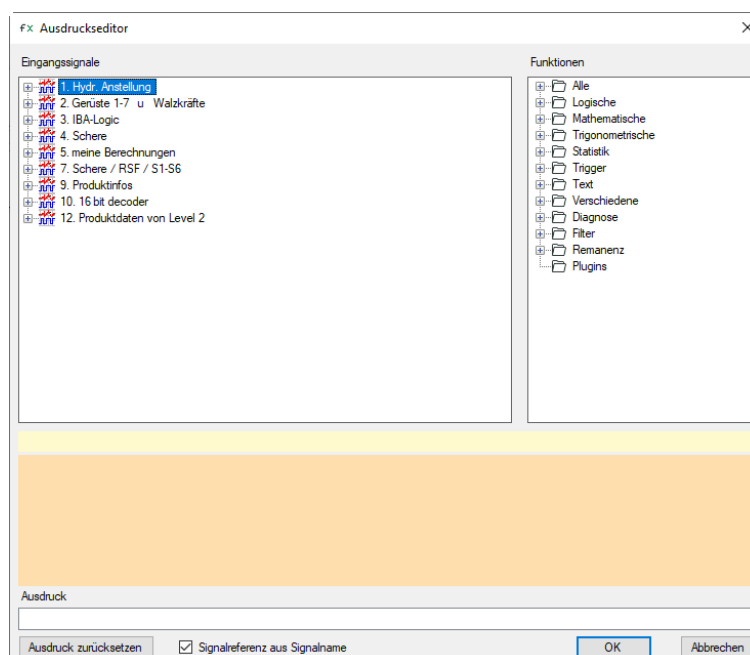 fx Ausdruckseditor
Eingangssignale
1. Hydr. Anstellung
2. Gerüste 1-7 u Walzkräfte
3. IBA-Logic
4. Schere
5. meine Berechnungen
7. Schere / RSF / S1-S6
9. Produktinfos
10. 16 bit decoder
12. Produktdaten von Level 2
Funktionen
Alle
Logische
Mathematische
Trigonometrische
Statistik
Trigger
Text
Verschiedene
Diagnose
Filter
Remanenz
Plugins
Ausdruck
Ausdruck zurücksetzen
Signalreferenz aus Signalname
OK
Abbrechen